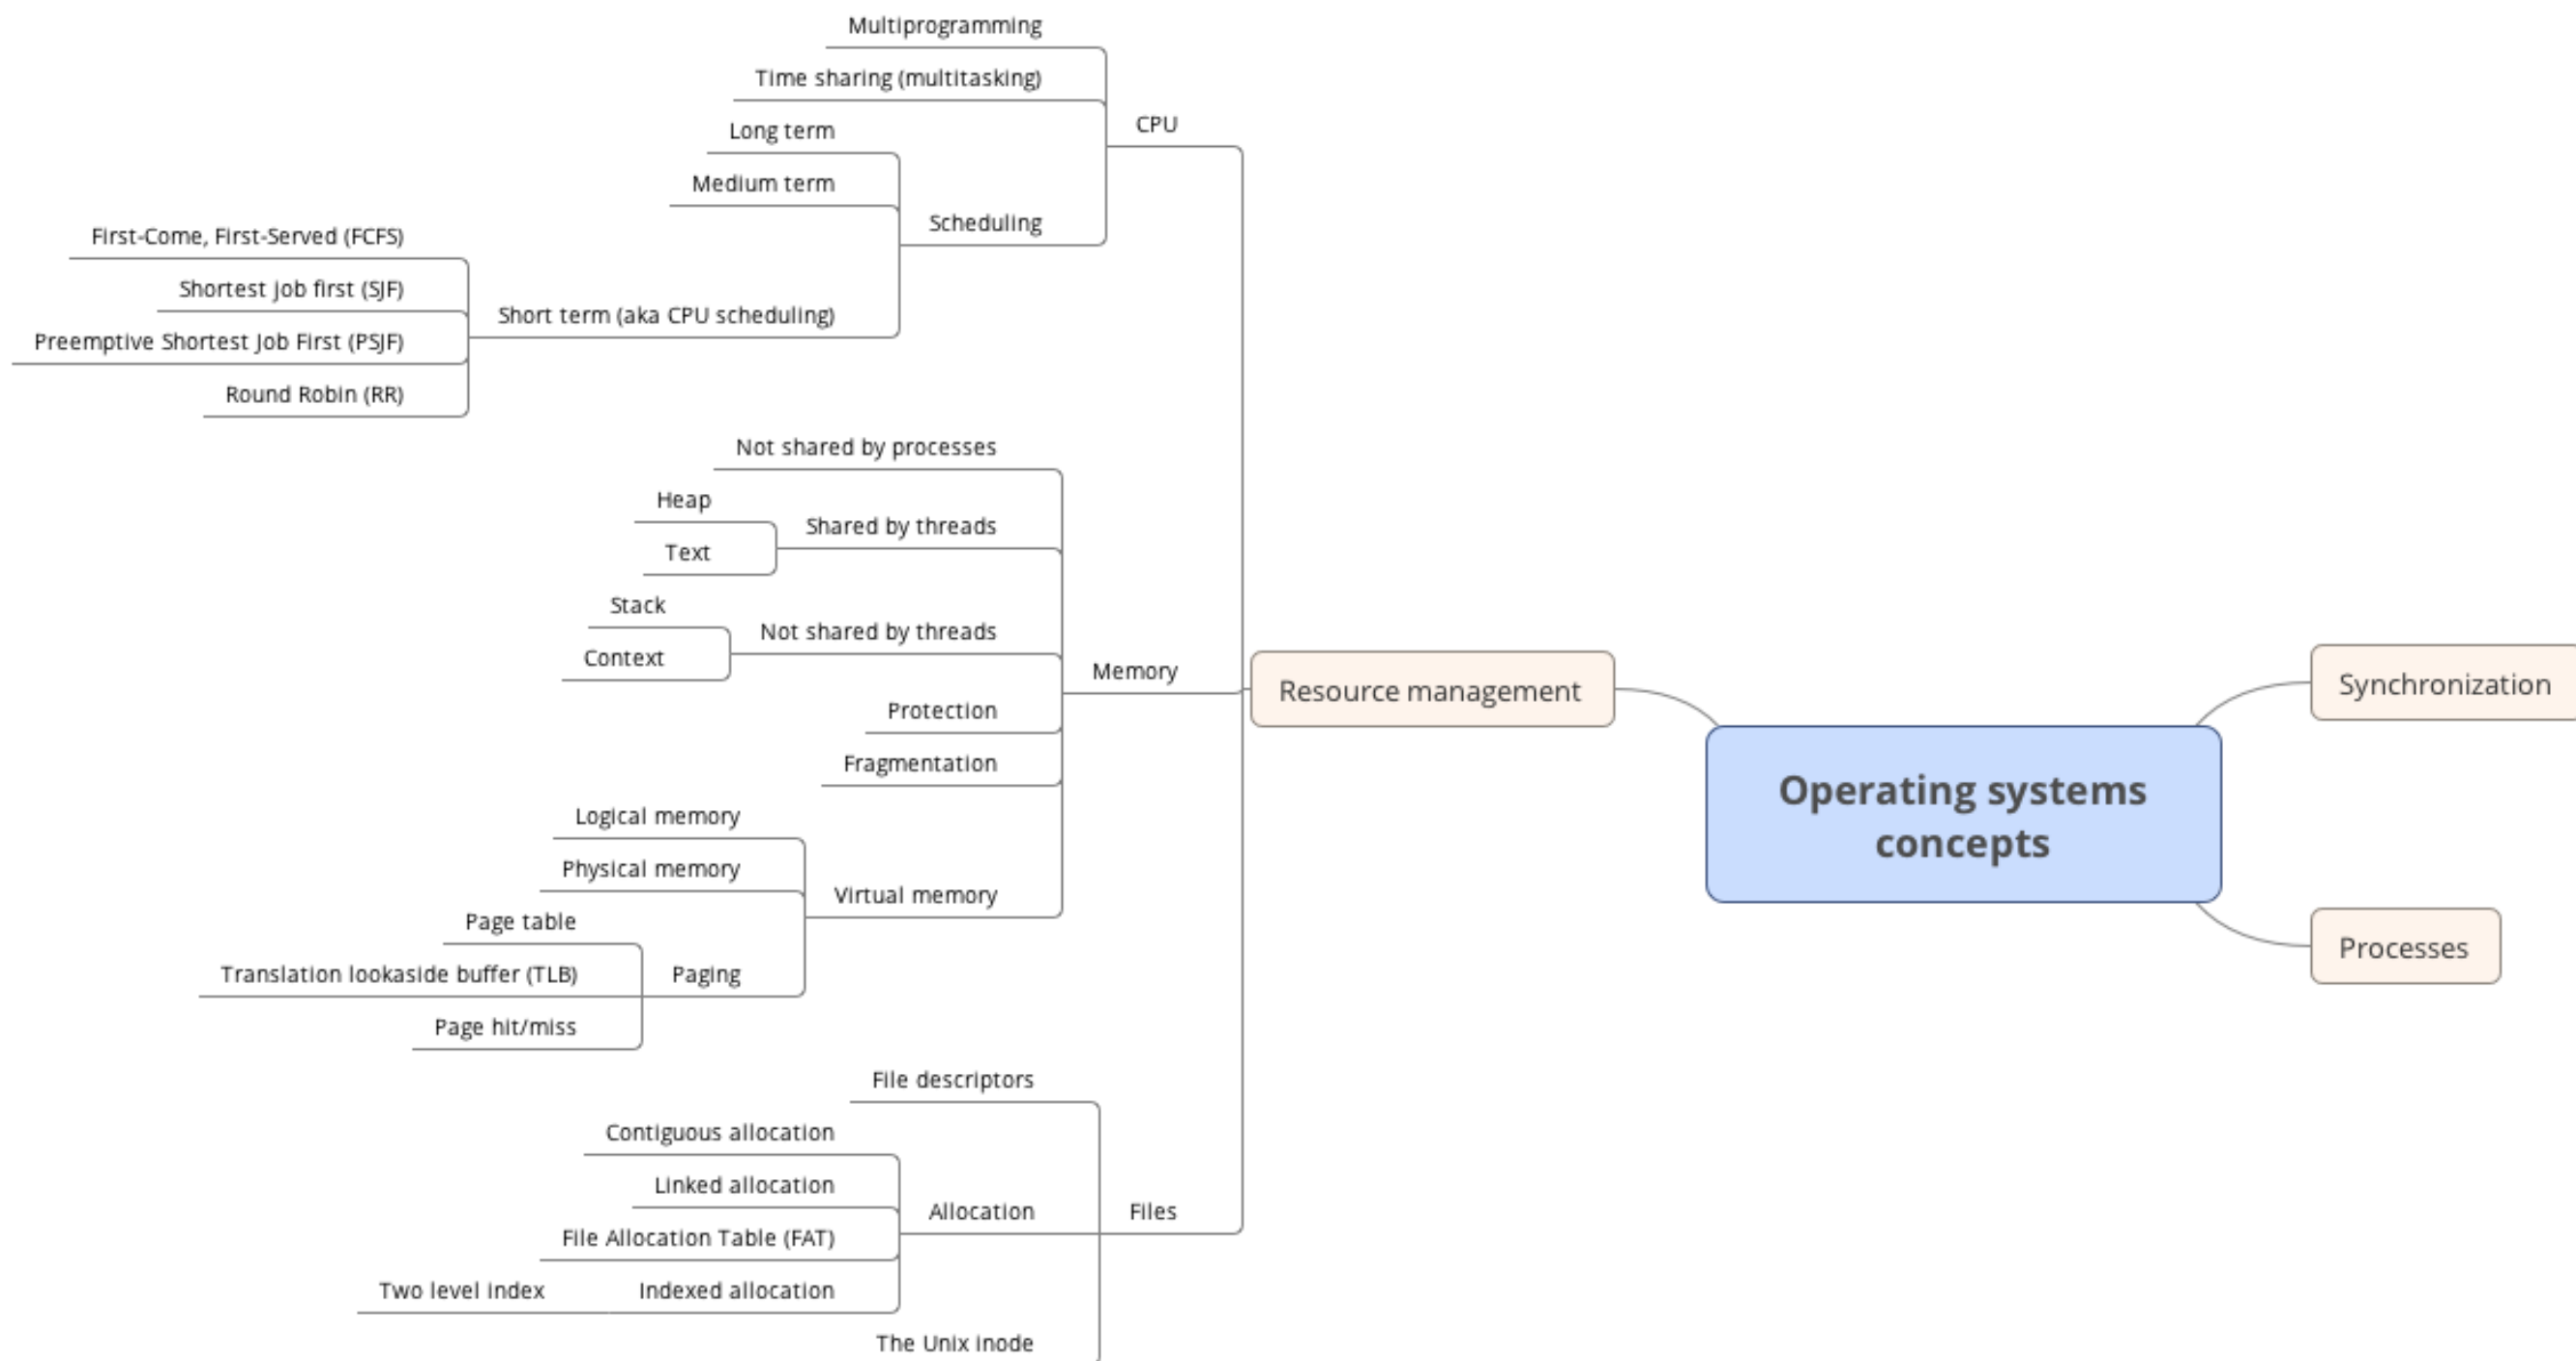 Multiprogramming
Time sharing (multitasking)
CPU
Long term
Medium term
Scheduling
First-Come, First-Served (FCFS)
Shortest job first (SJF)
Short term (aka CPU scheduling)
Preemptive Shortest Job First (PSJF)
Round Robin (RR)
Not shared by processes
Heap
Shared by threads
Text
Stack
Not shared by threads
Context
Memory
Resource management
Synchronization
Protection
Fragmentation
Operating systems
concepts
Logical memory
Physical memory
Virtual memory
Page table
Processes
Translation lookaside buffer (TLB)
Paging
Page hit/miss
File descriptors
Contiguous allocation
Linked allocation
Allocation
Files
File Allocation Table (FAT)
Two level index
Indexed allocation
The Unix inode